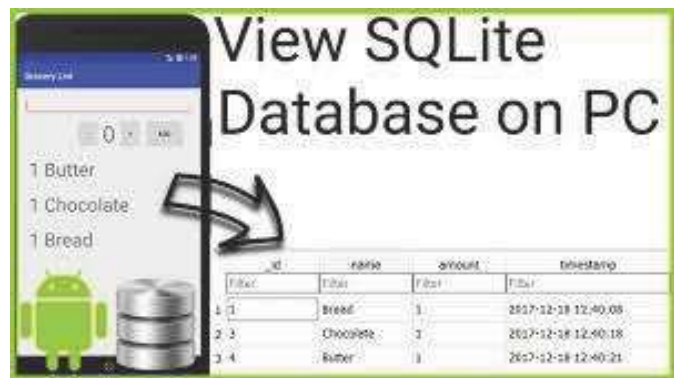 View SQLite
Database on PC
Grocery List
0
1 Butter
1 Chocolate
1 Bread
_id name amount timestamp
Filter Filter Filter Filter
1 1 Bread 1 2017-12-18 12:40:08
2 3 Chocolate 1 2017-12-18 12:40:18
3 4 Butter 1 2017-12-18 12:40:21